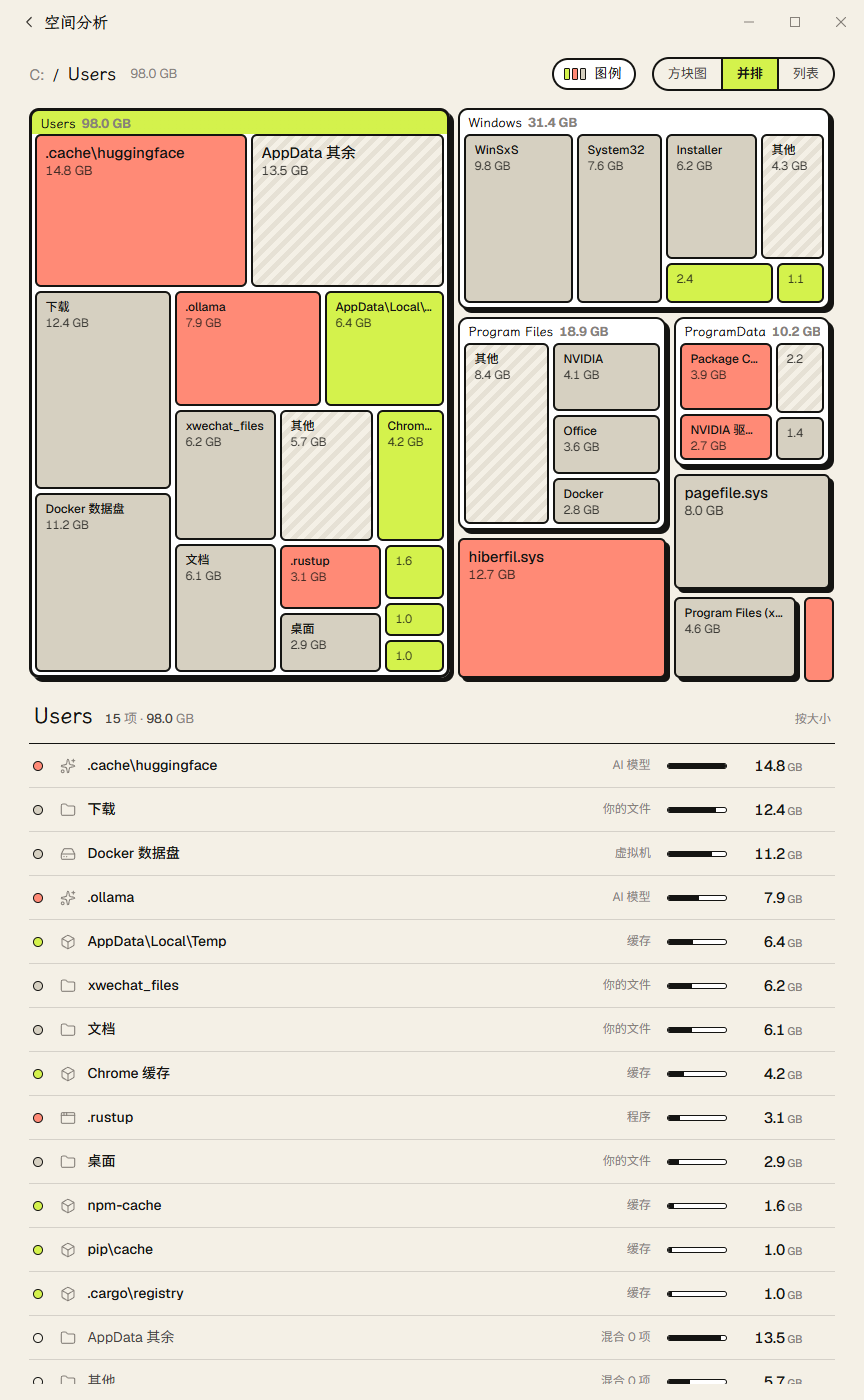 空间分析
C: / Users 98.0 GB
图例
方块图 并排 列表
Users 98.0 GB
.cache\huggingface
14.8 GB
AppData 其余
13.5 GB
下载
12.4 GB
.ollama
7.9 GB
AppData\Local\...
6.4 GB
xwechat_files
6.2 GB
其他
5.7 GB
Chrom...
4.2 GB
Docker 数据盘
11.2 GB
文档
6.1 GB
.rustup
3.1 GB
1.6
桌面
2.9 GB
1.0
1.0
Windows 31.4 GB
WinSxS
9.8 GB
System32
7.6 GB
Installer
6.2 GB
其他
4.3 GB
2.4
1.1
Program Files 18.9 GB
其他
8.4 GB
NVIDIA
4.1 GB
Office
3.6 GB
Docker
2.8 GB
ProgramData 10.2 GB
Package C...
3.9 GB
2.2
NVIDIA 驱...
2.7 GB
1.4
pagefile.sys
8.0 GB
hiberfil.sys
12.7 GB
Program Files (x...
4.6 GB
Users 15 项 · 98.0 GB
按大小
.cache\huggingface AI 模型 14.8 GB
下载 你的文件 12.4 GB
Docker 数据盘 虚拟机 11.2 GB
.ollama AI 模型 7.9 GB
AppData\Local\Temp 缓存 6.4 GB
xwechat_files 你的文件 6.2 GB
文档 你的文件 6.1 GB
Chrome 缓存 缓存 4.2 GB
.rustup 程序 3.1 GB
桌面 你的文件 2.9 GB
npm-cache 缓存 1.6 GB
pip\cache 缓存 1.0 GB
.cargo\registry 缓存 1.0 GB
AppData 其余 混合 0 项 13.5 GB
其他 混合 0 项 5.7 GB